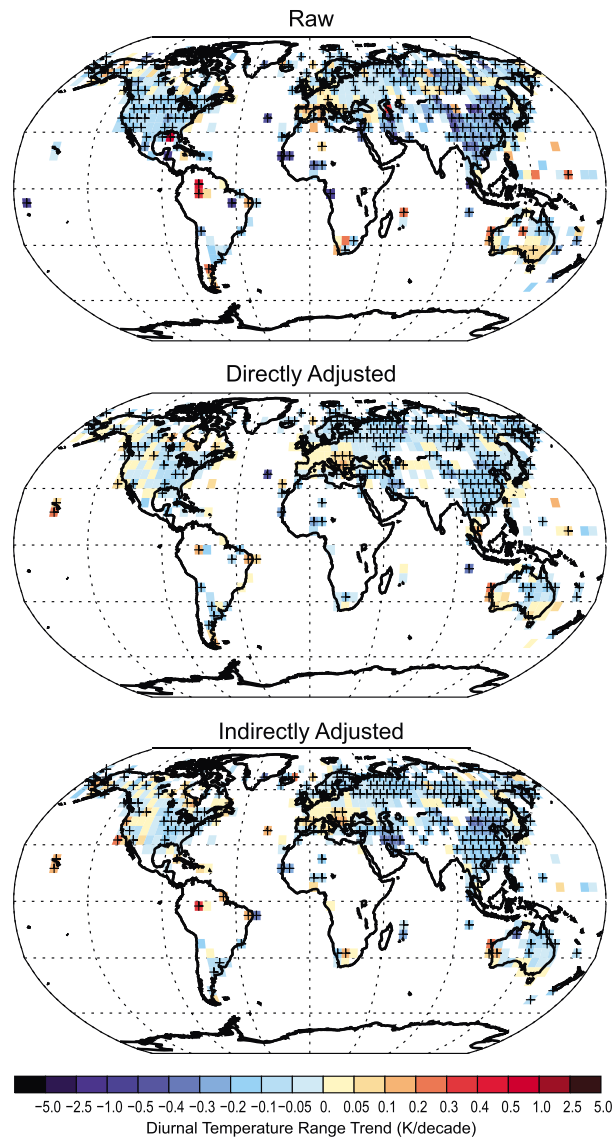 Raw
Directly Adjusted
Indirectly Adjusted
−5.0 −2.5 −1.0 −0.5 −0.4 −0.3 −0.2 −0.1 −0.05 0. 0.05 0.1 0.2 0.3 0.4 0.5 1.0 2.5 5.0
Diurnal Temperature Range Trend (K/decade)